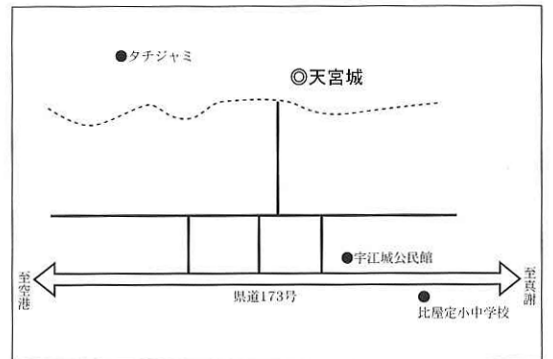 ●タチジャミ
◎天宮城
●宇江城公民館
至空港
至真謝
県道173号
比屋定小中学校